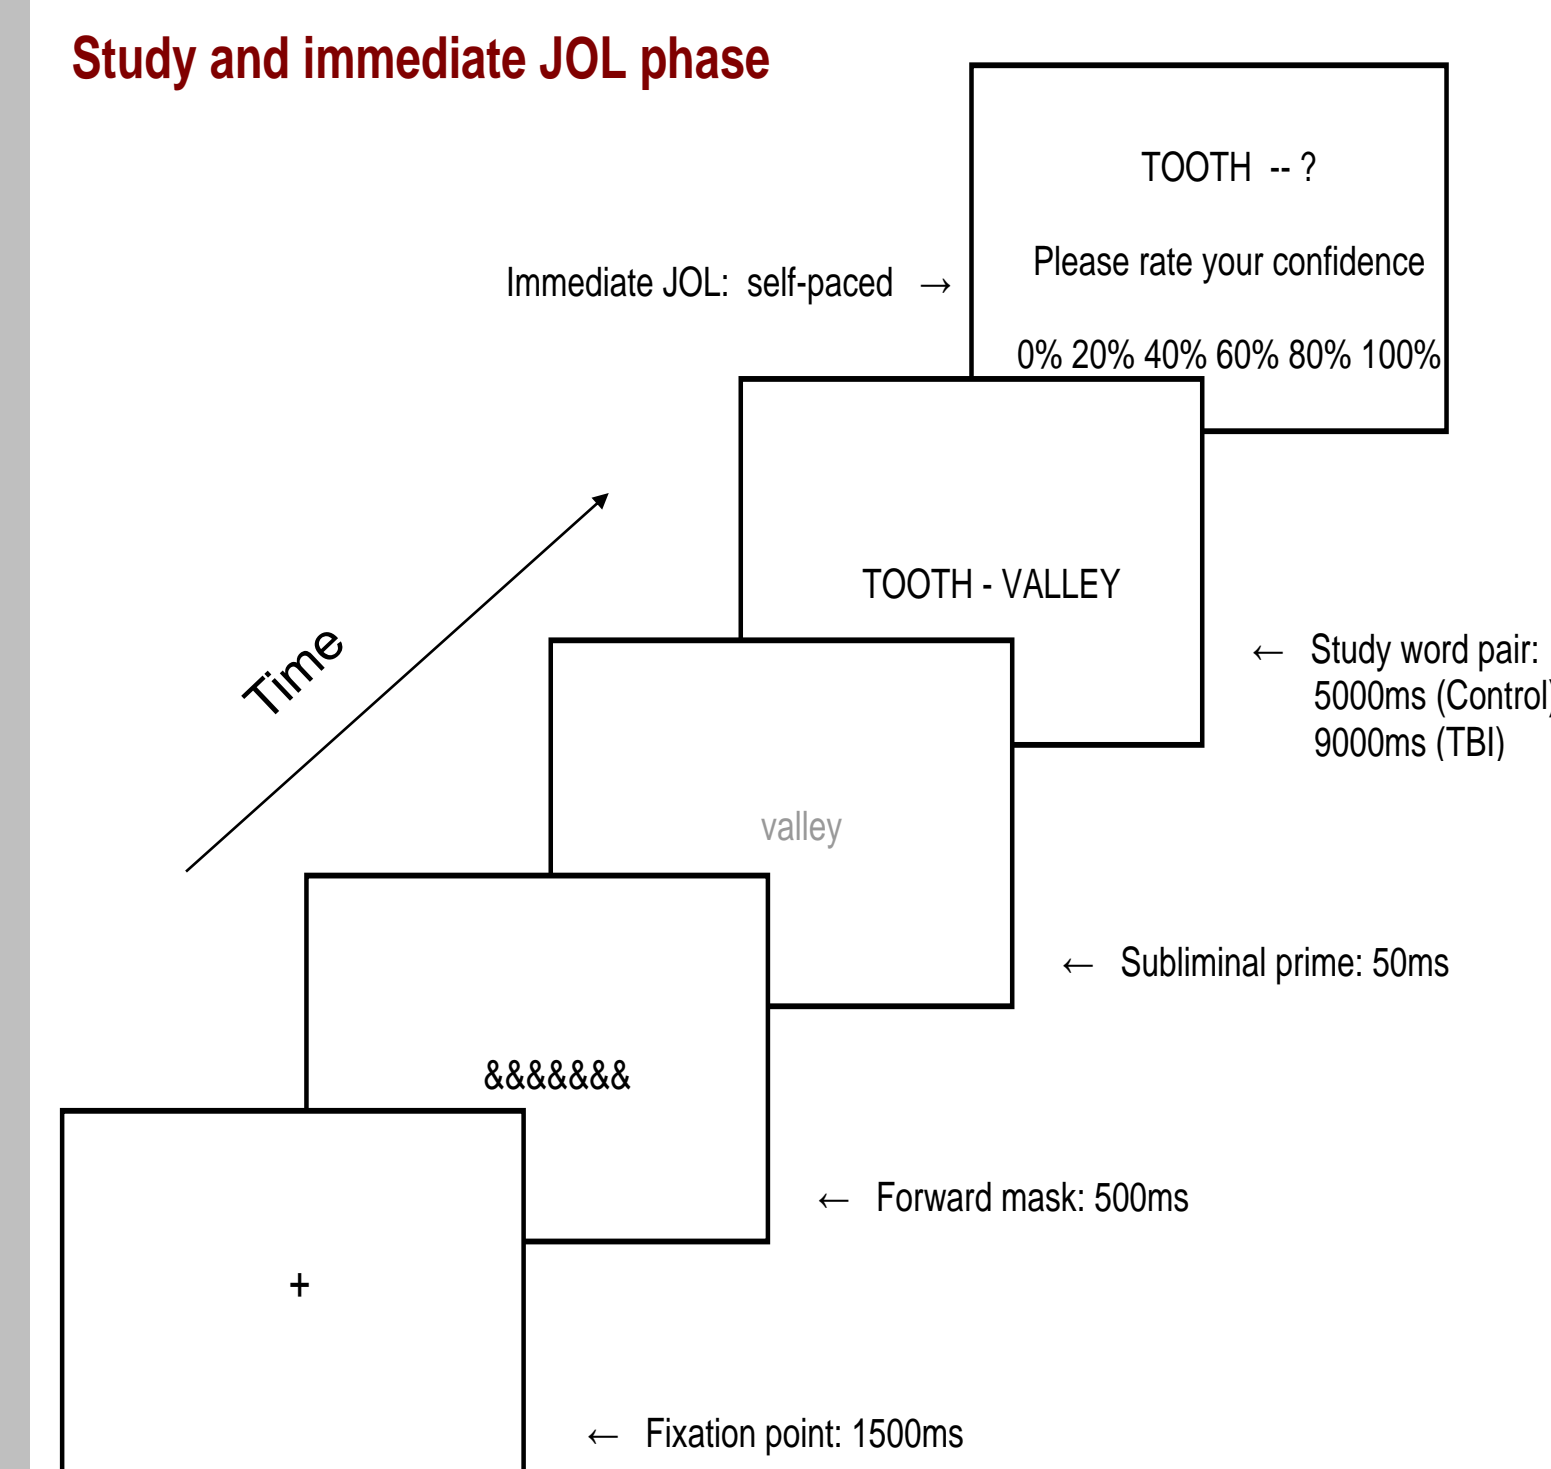 Study and immediate JOL phase
TOOTH -- ?
Please rate your confidence
0% 20% 40% 60% 80% 100%
Immediate JOL: self-paced →
TOOTH - VALLEY
← Study word pair:
5000ms (Control)
9000ms (TBI)
Time
valley
← Subliminal prime: 50ms
&&&&&&&
← Forward mask: 500ms
+
← Fixation point: 1500ms